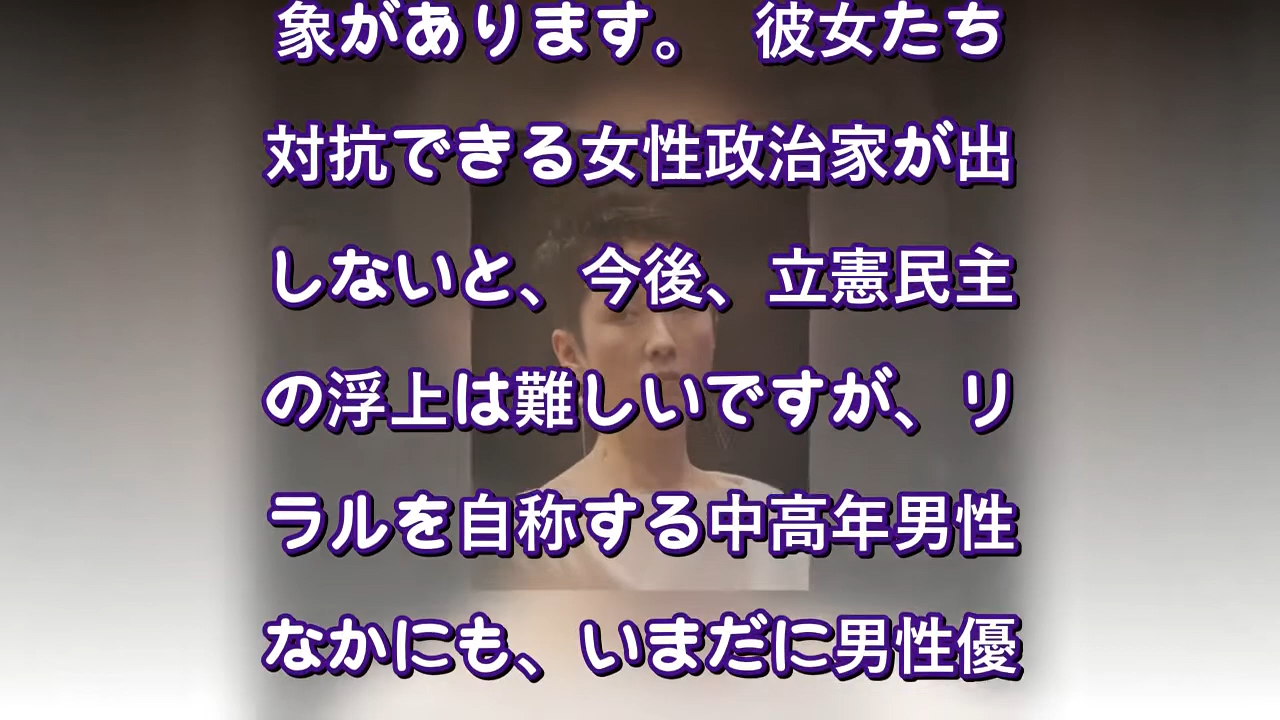 象があります。　彼女たち
対抗できる女性政治家が出
しないと、今後、立憲民主
の浮上は難しいですが、リ
ラルを自称する中高年男性
なかにも、いまだに男性優